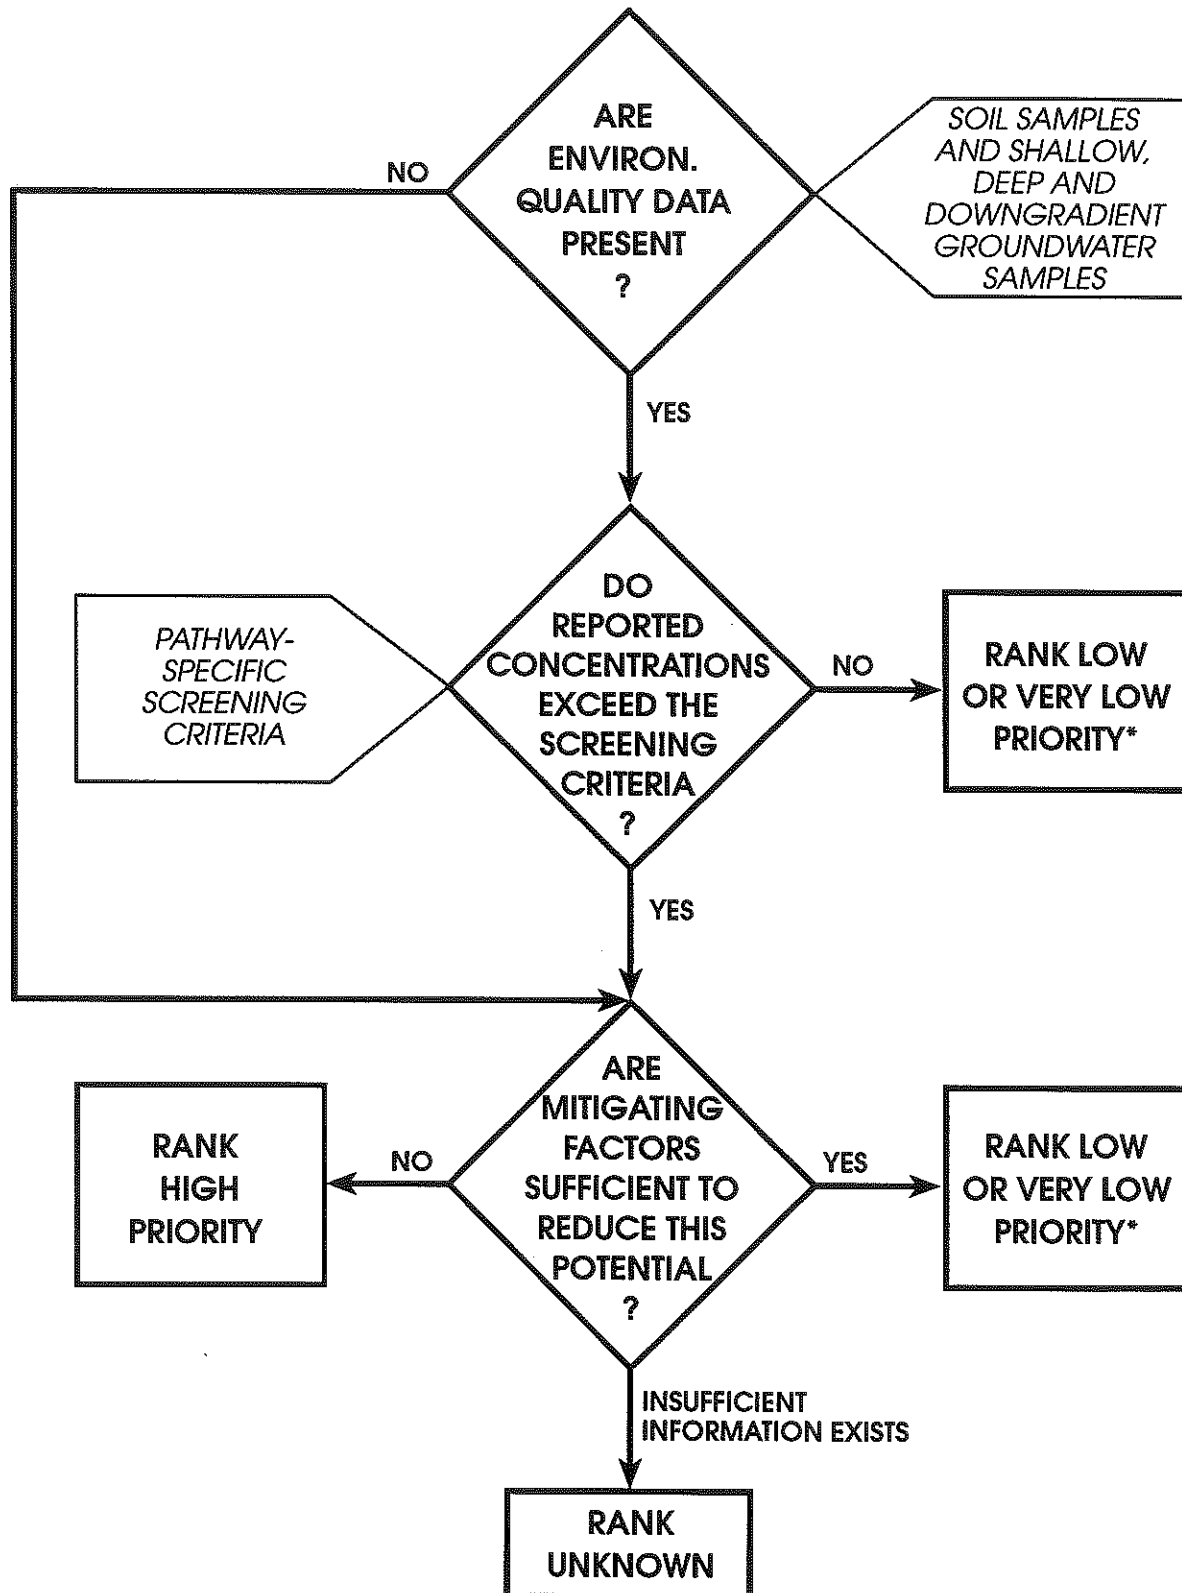 ARE
ENVIRON.
QUALITY DATA
PRESENT
?
NO
SOIL SAMPLES
AND SHALLOW,
DEEP AND
DOWNGRADIENT
GROUNDWATER
SAMPLES
YES
PATHWAY-
SPECIFIC
SCREENING
CRITERIA
DO
REPORTED
CONCENTRATIONS
EXCEED THE
SCREENING
CRITERIA
?
NO
RANK LOW
OR VERY LOW
PRIORITY*
YES
RANK
HIGH
PRIORITY
NO
ARE
MITIGATING
FACTORS
SUFFICIENT TO
REDUCE THIS
POTENTIAL
?
YES
RANK LOW
OR VERY LOW
PRIORITY*
INSUFFICIENT
INFORMATION EXISTS
RANK
UNKNOWN